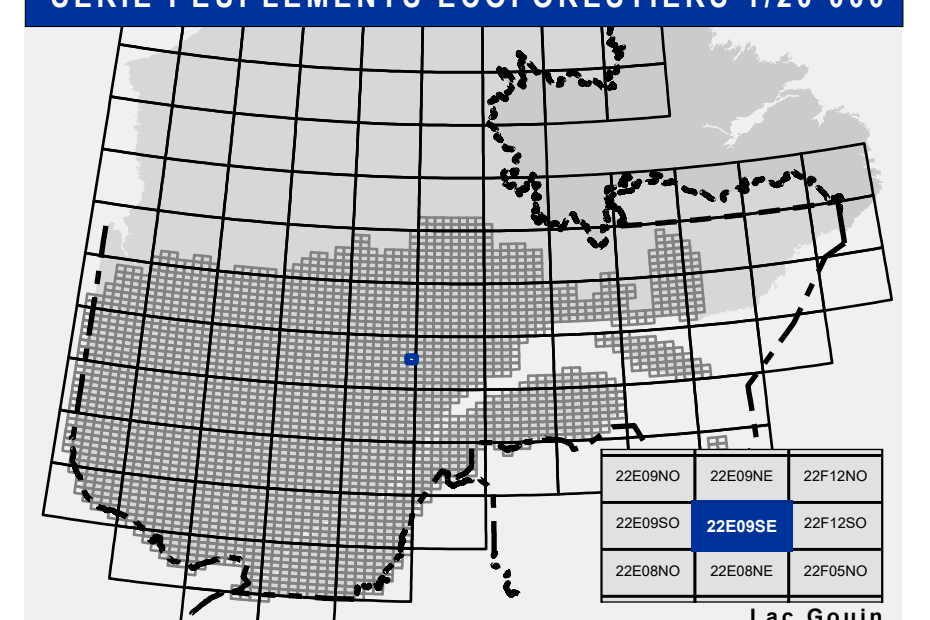 SÉRIE PEUPLEMENTS ÉCOFORESTIERS 1/20 000
22E09NO 22E09NE 22F12NO
22E09SO 22E09SE 22F12SO
22E08NO 22E08NE 22F05NO
Lac Gouin